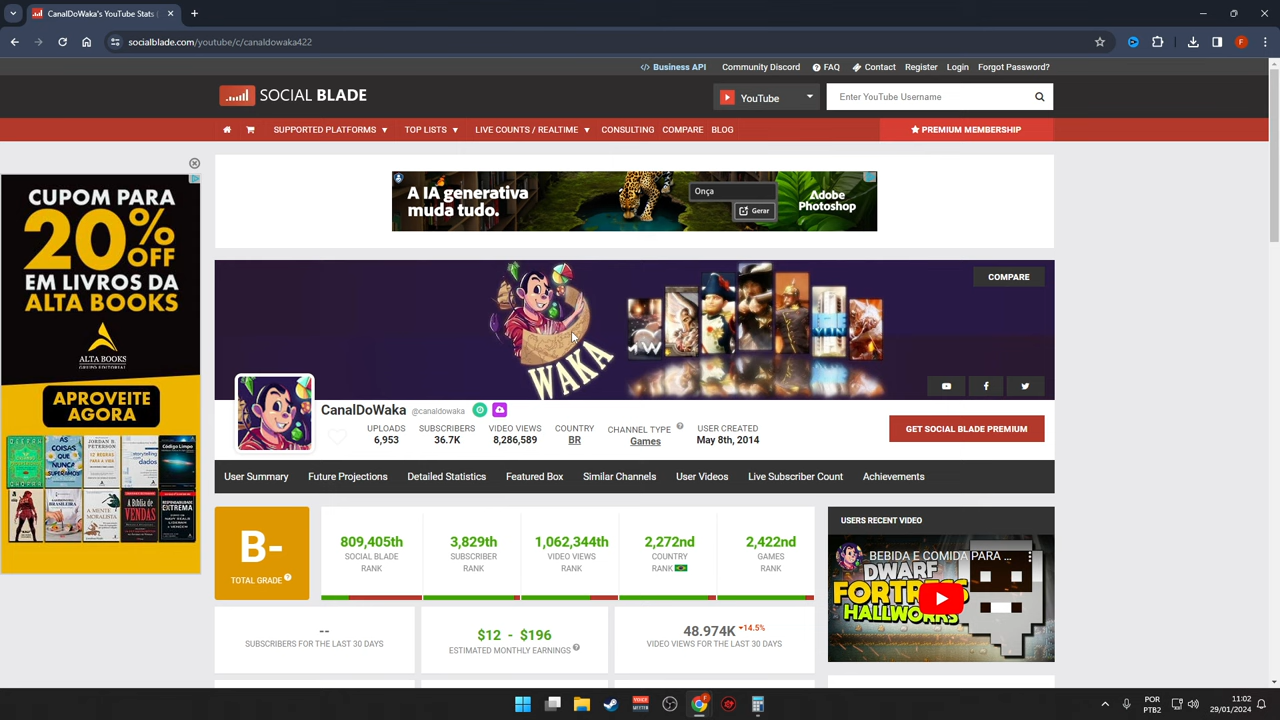 CanalDoWaka's YouTube Stats (
socialblade.com/youtube/c/canaldowaka422
F
</> Business API
Community Discord
FAQ
Contact
Register
Login
Forgot Password?
SOCIAL BLADE
YouTube
Enter YouTube Username
SUPPORTED PLATFORMS
TOP LISTS
LIVE COUNTS / REALTIME
CONSULTING
COMPARE
BLOG
PREMIUM MEMBERSHIP
CUPOM PARA
20%
OFF
EM LIVROS DA
ALTA BOOKS
ALTA BOOKS
GRUPO EDITORIAL
APROVEITE
AGORA
A IA generativa
muda tudo.
Onça
Gerar
Adobe
Photoshop
COMPARE
WAKA
CanalDoWaka @canaldowaka
UPLOADS
6,953
SUBSCRIBERS
36.7K
VIDEO VIEWS
8,286,589
COUNTRY
BR
CHANNEL TYPE
Games
USER CREATED
May 8th, 2014
GET SOCIAL BLADE PREMIUM
User Summary
Future Projections
Detailed Statistics
Featured Box
Similar Channels
User Videos
Live Subscriber Count
Achievements
B-
TOTAL GRADE
809,405th
SOCIAL BLADE
RANK
3,829th
SUBSCRIBER
RANK
1,062,344th
VIDEO VIEWS
RANK
2,272nd
COUNTRY
RANK
2,422nd
GAMES
RANK
USERS RECENT VIDEO
BEBIDA E COMIDA PARA ...
DWARF
FORTRESS
HALLWORKS
--
SUBSCRIBERS FOR THE LAST 30 DAYS
$12 - $196
ESTIMATED MONTHLY EARNINGS
48.974K 14.5%
VIDEO VIEWS FOR THE LAST 30 DAYS
POR
PTB2
11:02
29/01/2024